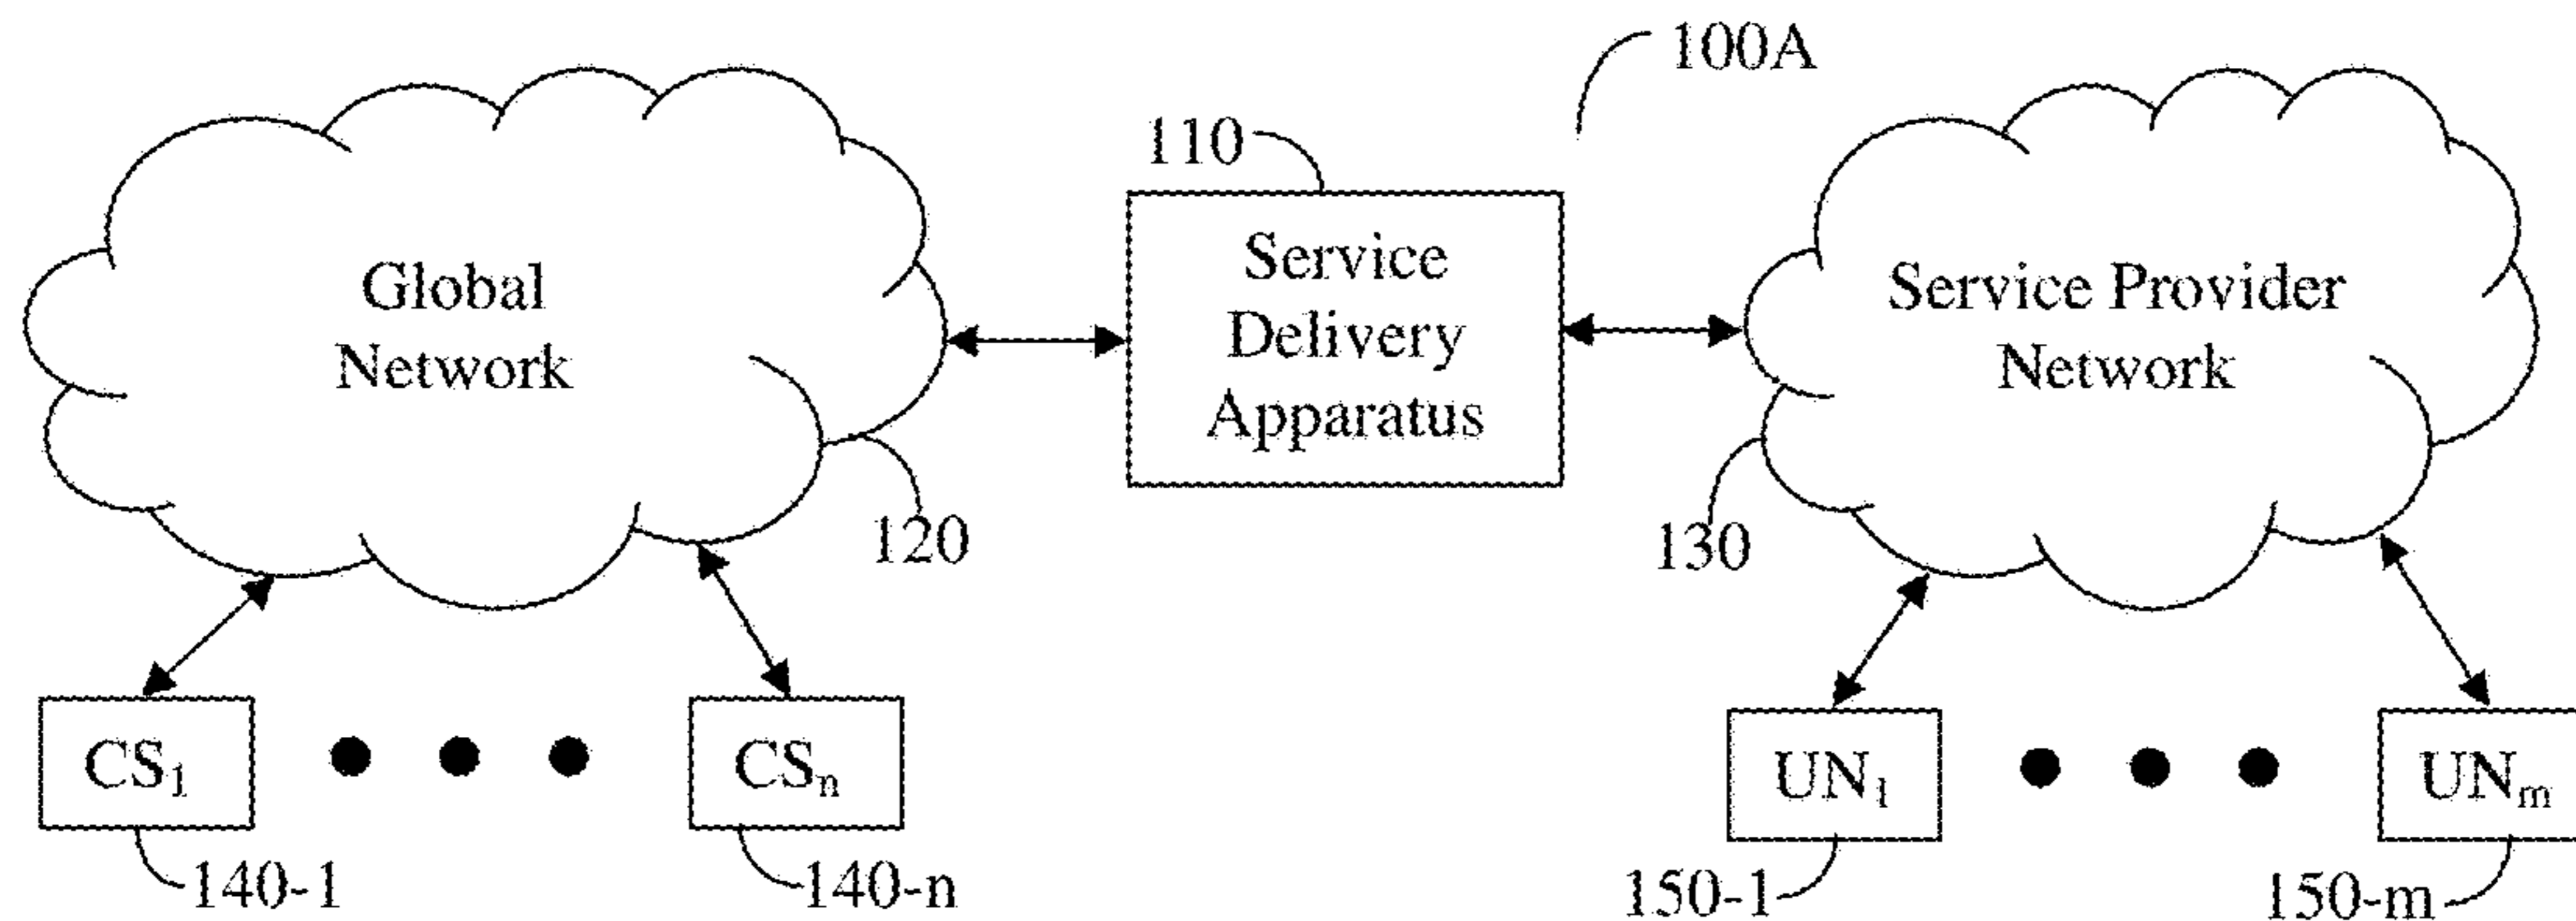 100A
110
Global
Network
Service
Delivery
Apparatus
Service Provider
Network
120
130
CS₁
CSₙ
UN₁
UNₘ
140-1
140-n
150-1
150-m